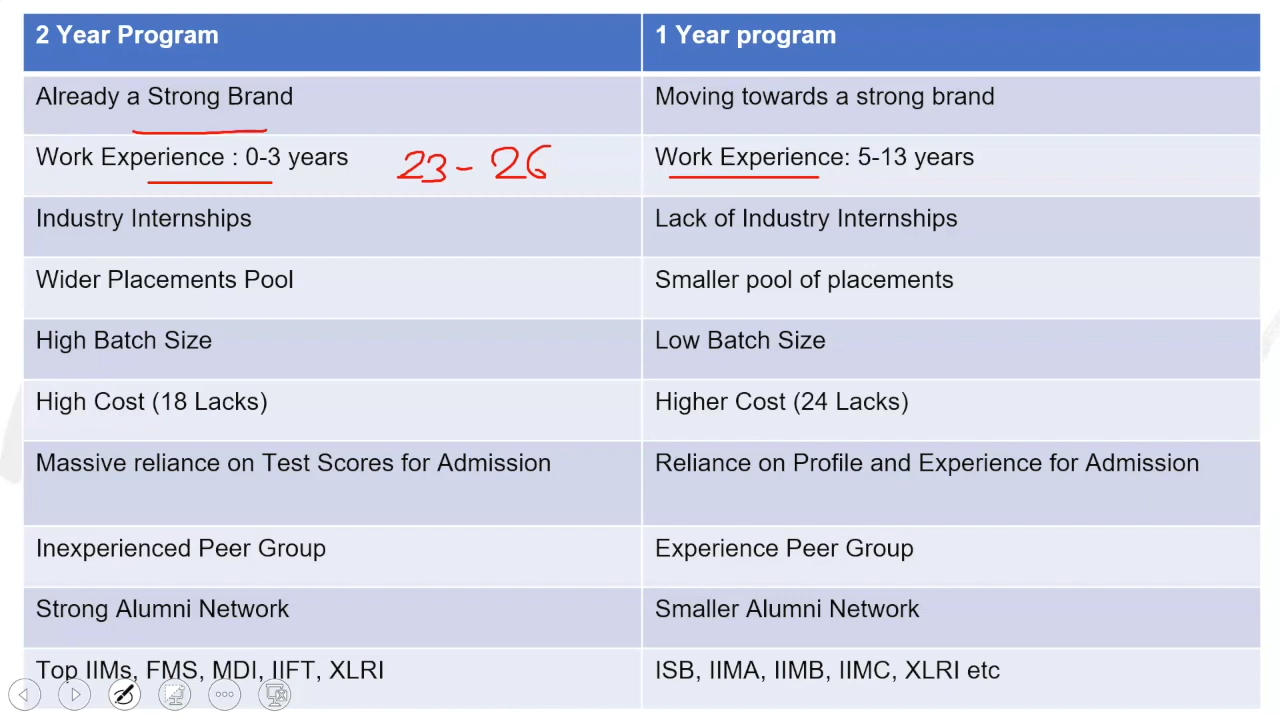 2 Year Program
1 Year program
Already a Strong Brand
Moving towards a strong brand
Work Experience : 0-3 years
23-26
Work Experience: 5-13 years
Industry Internships
Lack of Industry Internships
Wider Placements Pool
Smaller pool of placements
High Batch Size
Low Batch Size
High Cost (18 Lacks)
Higher Cost (24 Lacks)
Massive reliance on Test Scores for Admission
Reliance on Profile and Experience for Admission
Inexperienced Peer Group
Experience Peer Group
Strong Alumni Network
Smaller Alumni Network
Top IIMs, FMS, MDI, IIFT, XLRI
ISB, IIMA, IIMB, IIMC, XLRI etc